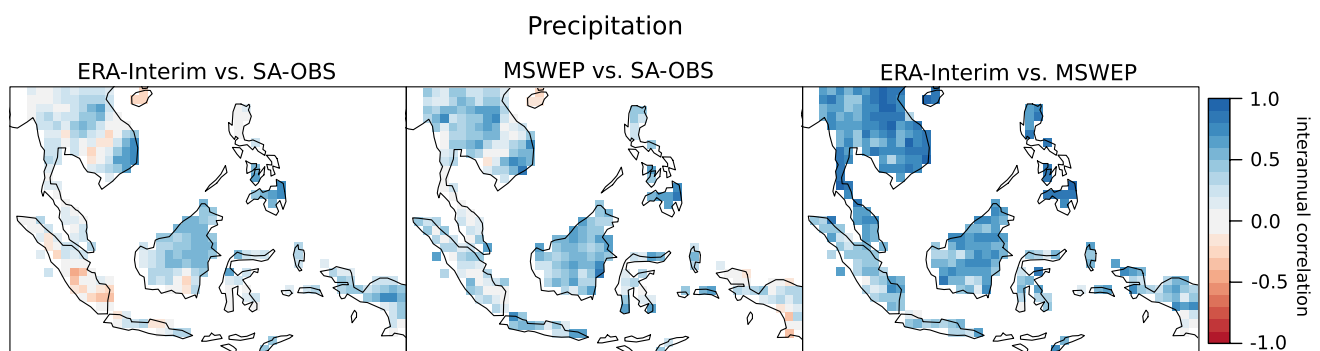 Precipitation
ERA-Interim vs. SA-OBS
MSWEP vs. SA-OBS
ERA-Interim vs. MSWEP
1.0
0.5
0.0
-0.5
-1.0
interannual correlation